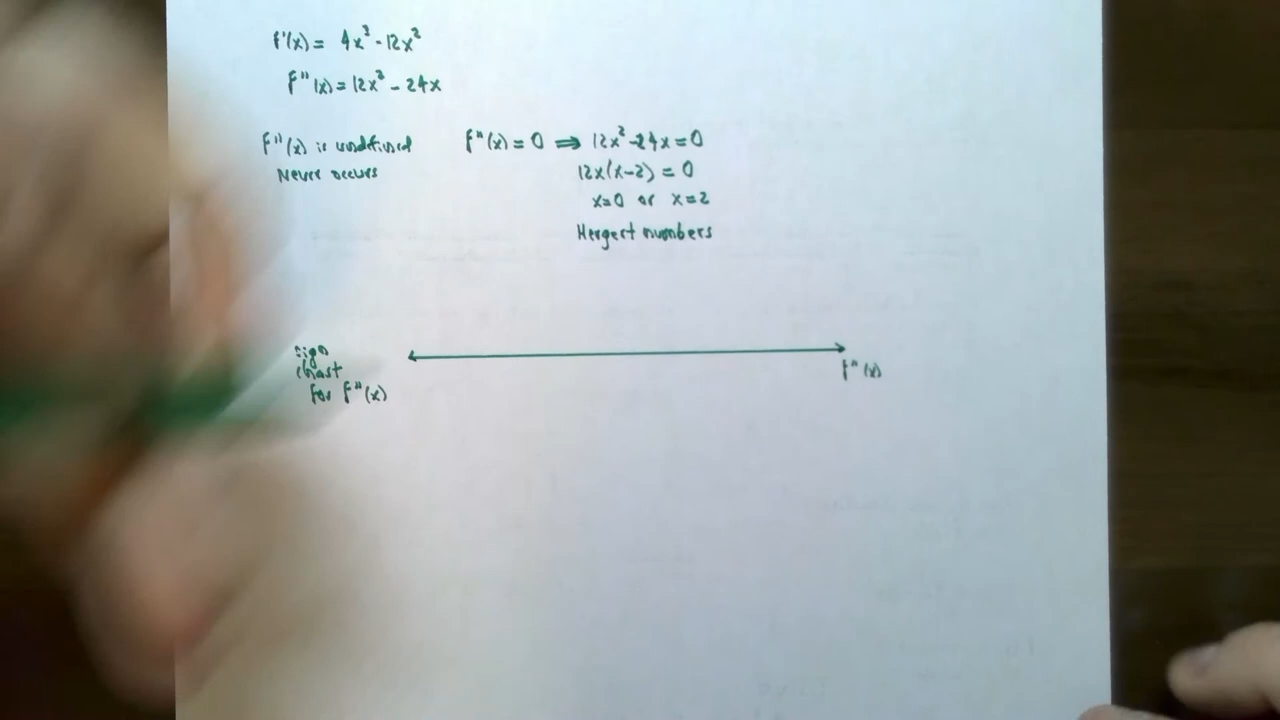 f'(x) = 4x³ - 12x²
f"(x) = 12x² - 24x
f"(x) is undefined
Never occurs
f"(x) = 0 ⇒ 12x² - 24x = 0
12x(x-2) = 0
x=0 or x=2
Hergert numbers
sign
chart
for f"(x)
f"(x)